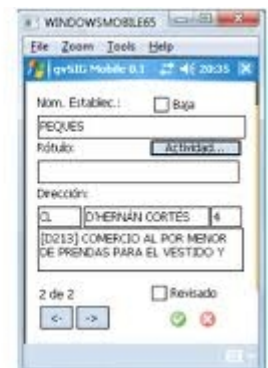 WINDOWSMOBILE65
File Zoom Tools Help
gvSIG Mobile 0.1 20:35
Nom. Establec.: Baja
PEQUES
Rótulo: Actividad...
Dirección:
CL D'HERNÁN CORTÉS 4
[D213] COMERCIO AL POR MENOR
DE PRENDAS PARA EL VESTIDO Y
2 de 2 Revisado
<- ->